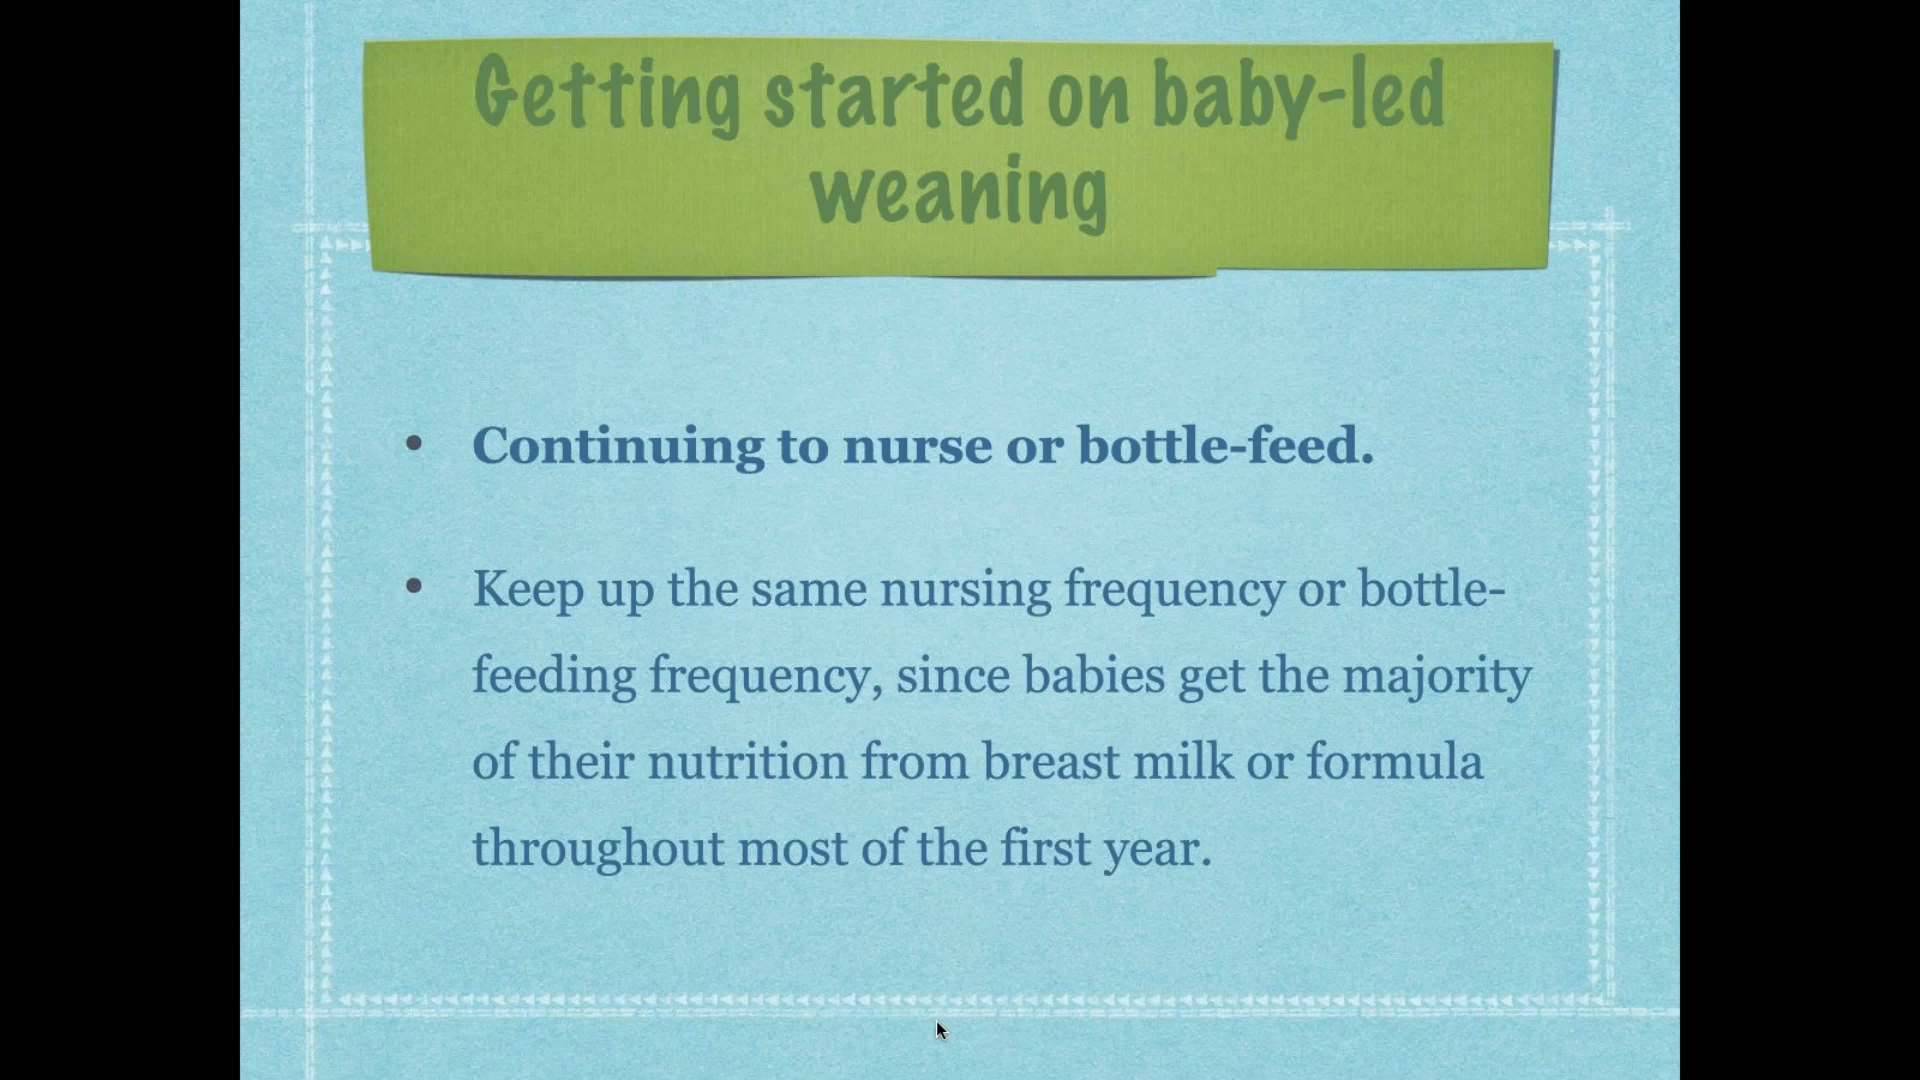 Getting started on baby-led
weaning
• Continuing to nurse or bottle-feed.
• Keep up the same nursing frequency or bottle-
feeding frequency, since babies get the majority
of their nutrition from breast milk or formula
throughout most of the first year.